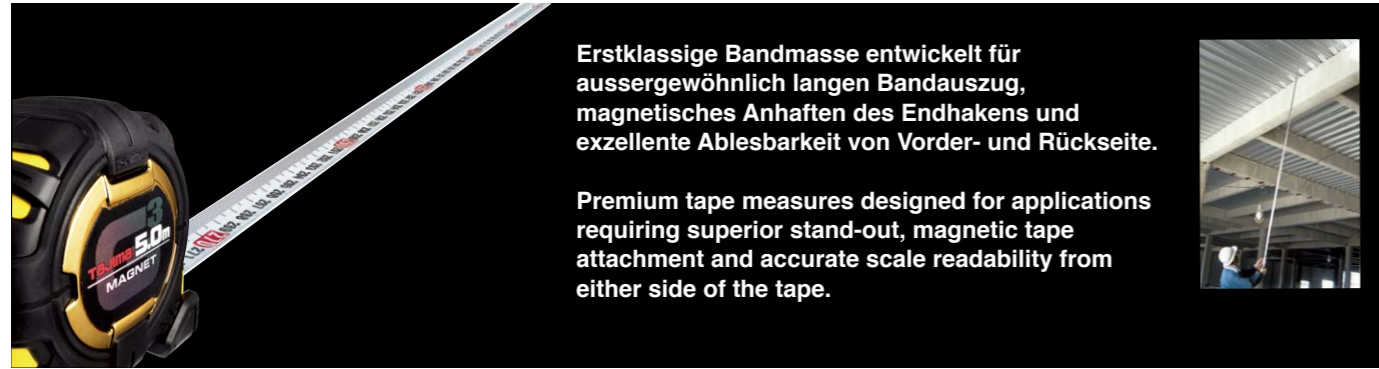 Erstklassige Bandmasse entwickelt für
aussergewöhnlich langen Bandauszug,
magnetisches Anhaften des Endhakens und
exzellente Ablesbarkeit von Vorder- und Rückseite.
Premium tape measures designed for applications
requiring superior stand-out, magnetic tape
attachment and accurate scale readability from
either side of the tape.
3
Tajima 5.0m
MAGNET